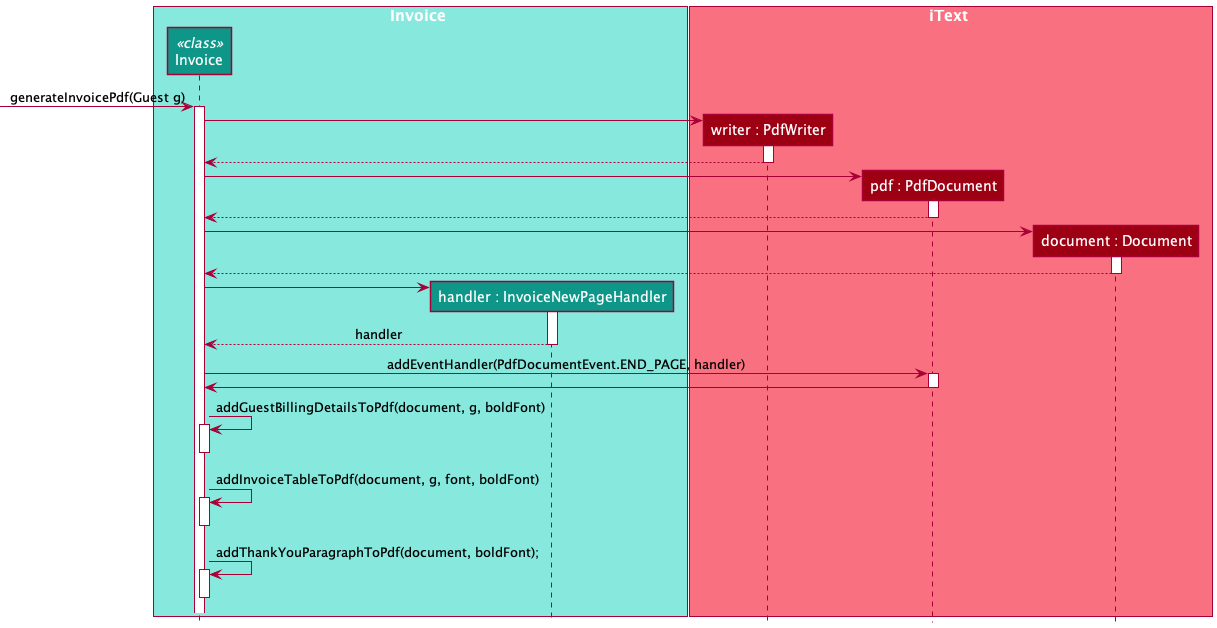 Invoice
iText
«class»
Invoice
generateInvoicePdf(Guest g)
writer : PdfWriter
pdf : PdfDocument
document : Document
handler : InvoiceNewPageHandler
handler
addEventHandler(PdfDocumentEvent.END_PAGE, handler)
addGuestBillingDetailsToPdf(document, g, boldFont)
addInvoiceTableToPdf(document, g, font, boldFont)
addThankYouParagraphToPdf(document, boldFont);